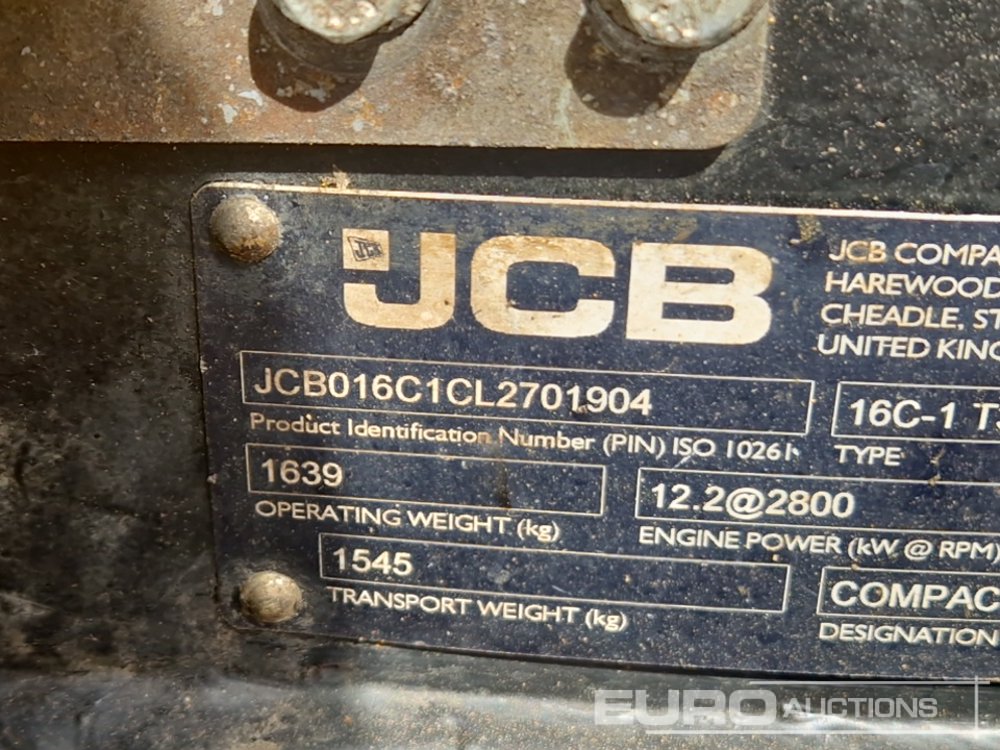 JCB
JCB
JCB COMPA
HAREWOOD
CHEADLE, ST
UNITED KING
JCB016C1CL2701904
Product Identification Number (PIN) ISO 10261
16C-1
TYPE
1639
OPERATING WEIGHT (kg)
12.2@2800
ENGINE POWER (kW @ RPM)
1545
TRANSPORT WEIGHT (kg)
COMPAC
DESIGNATION
EURO AUCTIONS